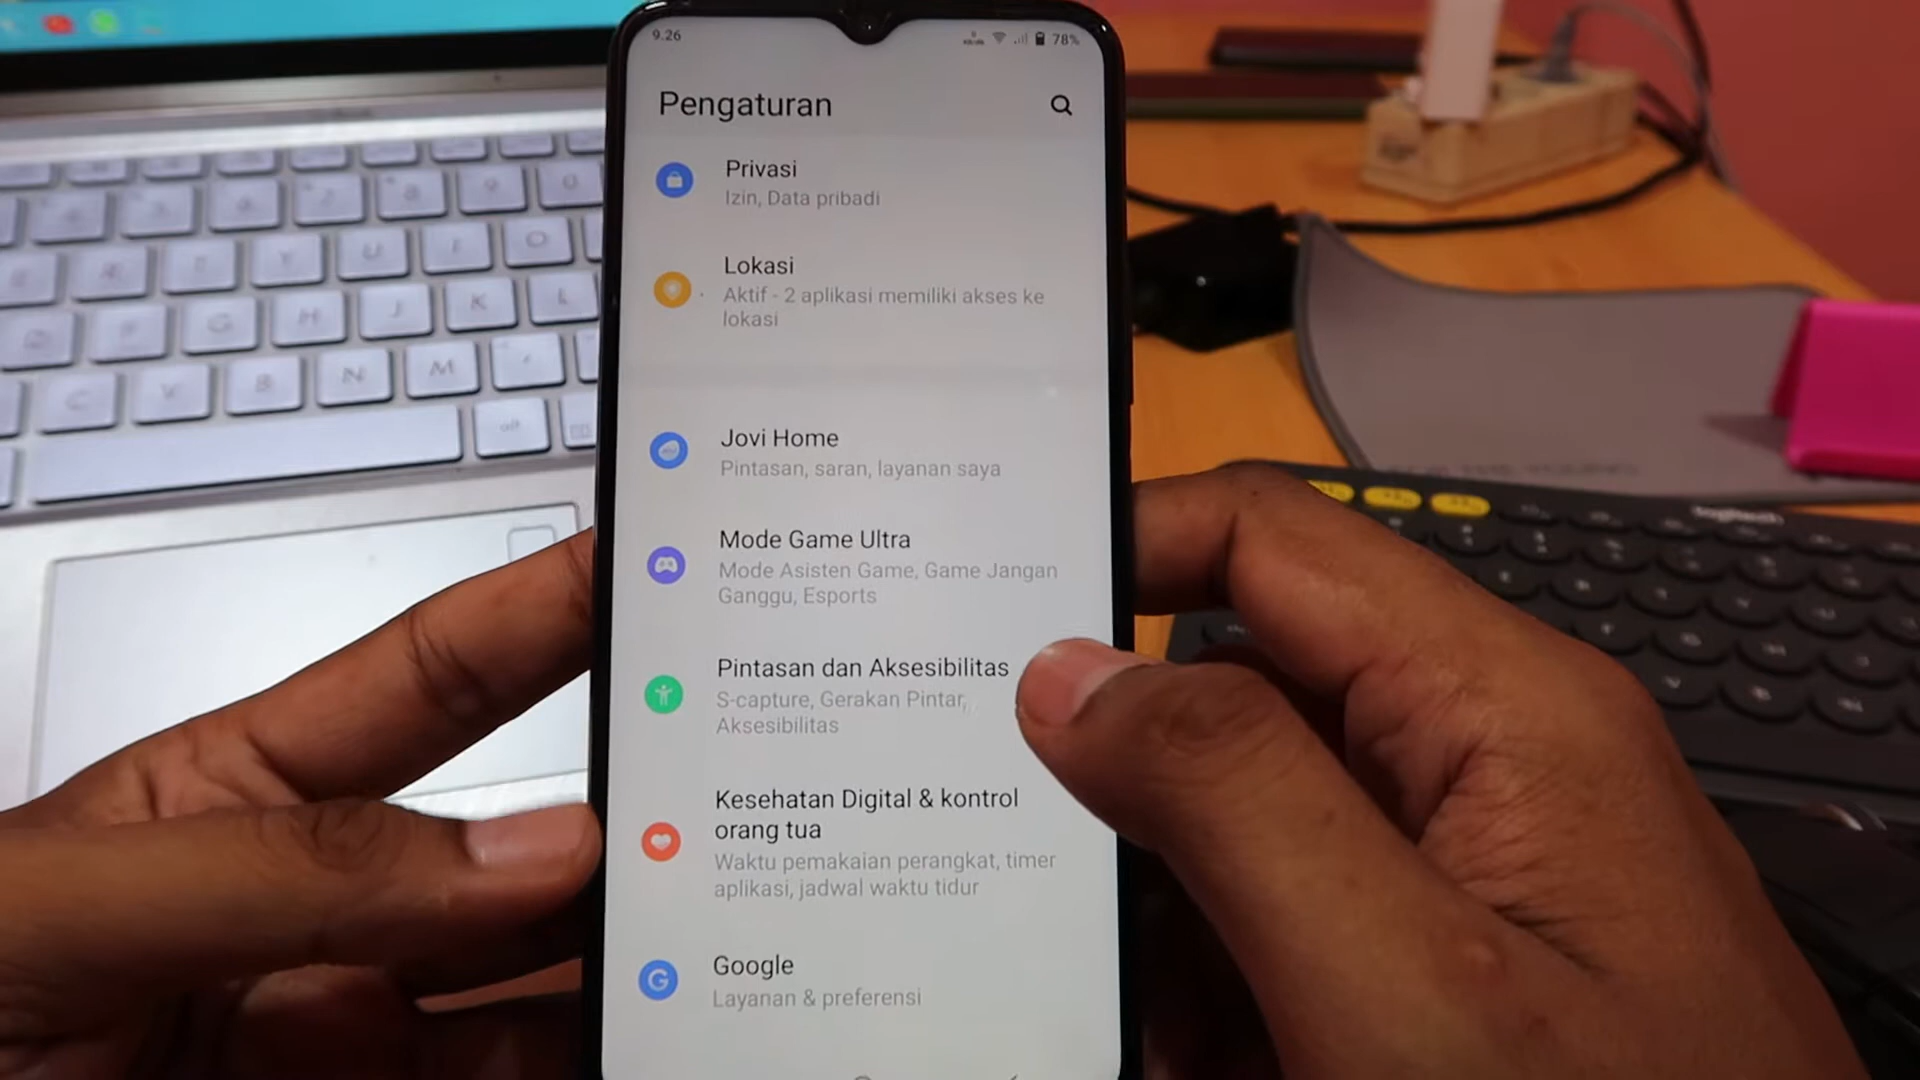 9.26
78%
Pengaturan
Privasi
Izin, Data pribadi
Lokasi
Aktif - 2 aplikasi memiliki akses ke
lokasi
Jovi Home
Pintasan, saran, layanan saya
Mode Game Ultra
Mode Asisten Game, Game Jangan
Ganggu, Esports
Pintasan dan Aksesibilitas
S-capture, Gerakan Pintar,
Aksesibilitas
Kesehatan Digital & kontrol
orang tua
Waktu pemakaian perangkat, timer
aplikasi, jadwal waktu tidur
G
Google
Layanan & preferensi
Y U I O
G H J K L
C V B N M
alt
logitech